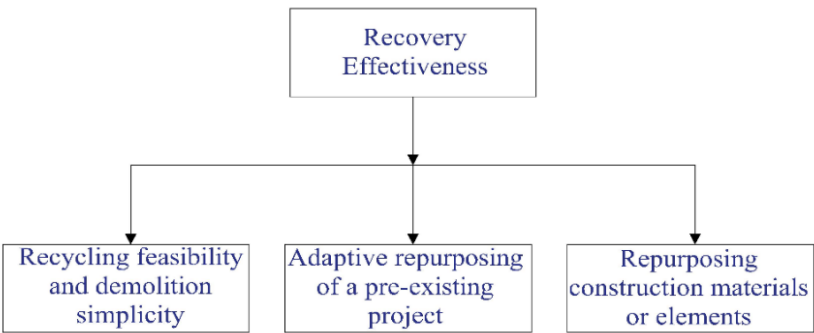 Recovery
Effectiveness
Recycling feasibility
and demolition
simplicity
Adaptive repurposing
of a pre-existing
project
Repurposing
construction materials
or elements